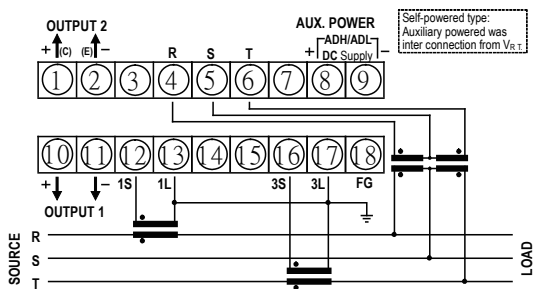 OUTPUT 2
+ (C) (E) −
R S T
AUX. POWER
ADH/ADL
+ −
DC Supply
Self-powered type:
Auxiliary powered was
inter connection from VR T.
1 2 3 4 5 6 7 8 9
10 11 12 13 14 15 16 17 18
+ − 1S 1L 3S 3L FG
OUTPUT 1
SOURCE
R
S
T
LOAD